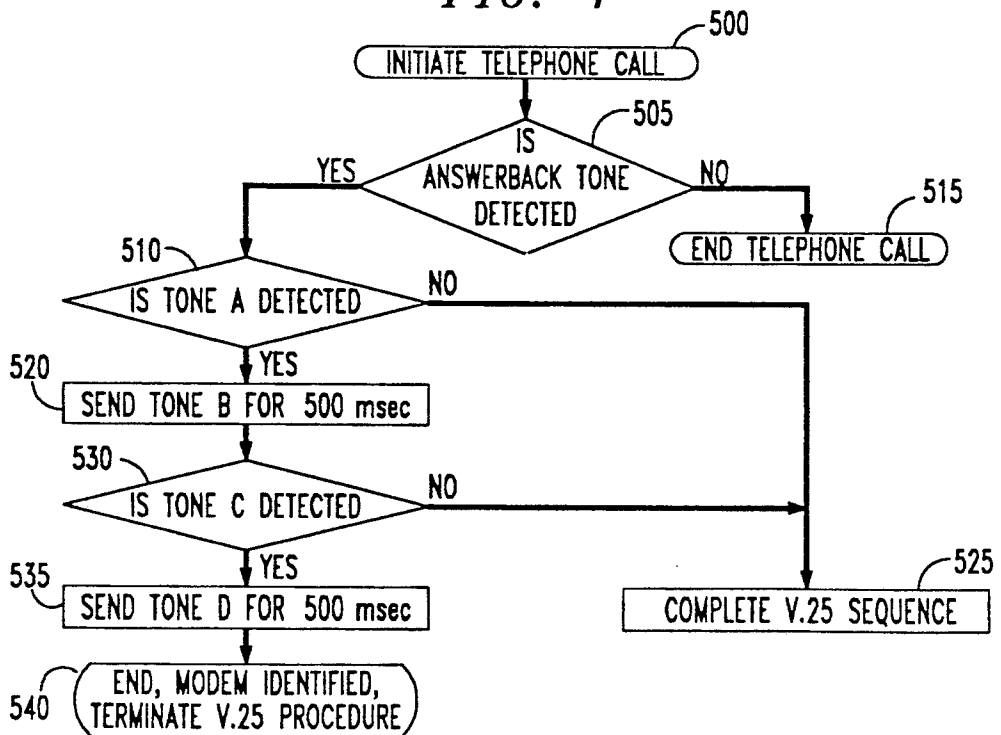 500
INITIATE TELEPHONE CALL
505
IS
ANSWERBACK TONE
DETECTED
YES
NO
515
END TELEPHONE CALL
510
IS TONE A DETECTED
NO
YES
520
SEND TONE B FOR 500 msec
530
IS TONE C DETECTED
NO
YES
535
SEND TONE D FOR 500 msec
525
COMPLETE V.25 SEQUENCE
540
END, MODEM IDENTIFIED,
TERMINATE V.25 PROCEDURE